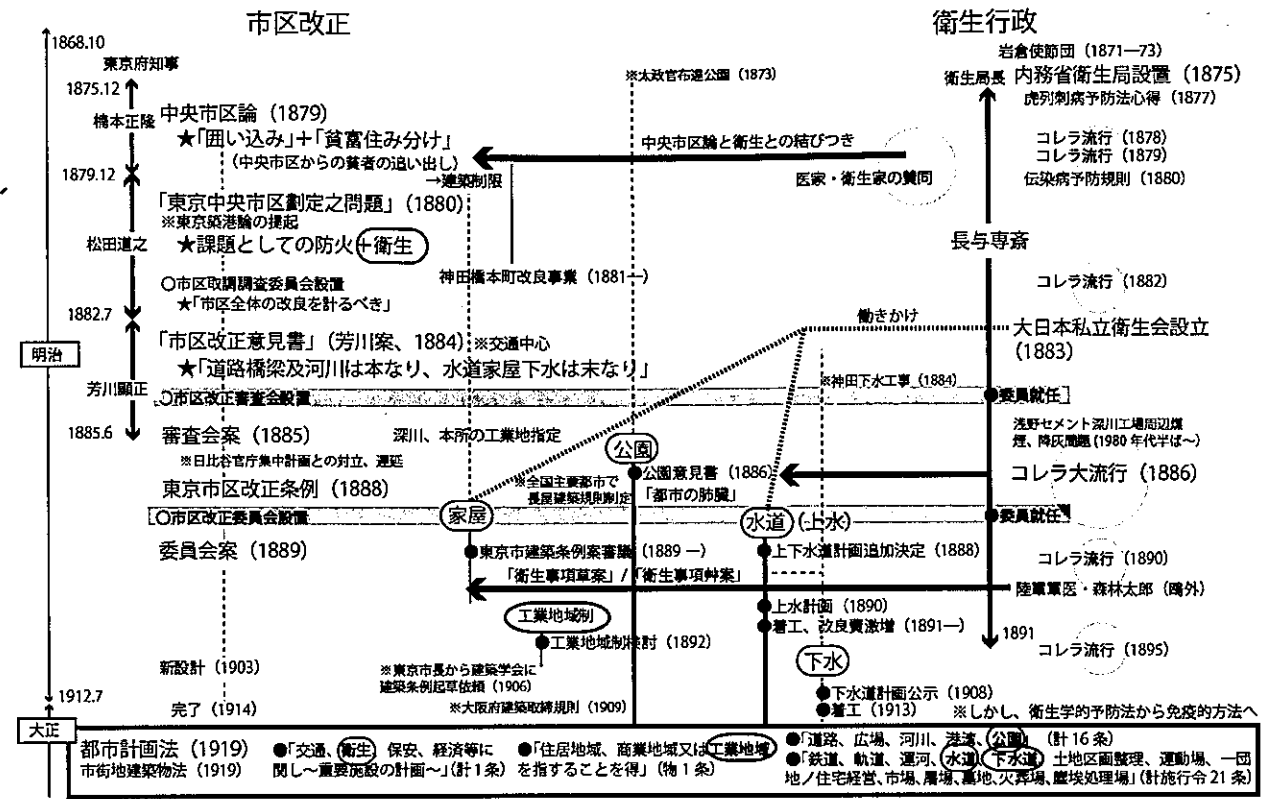 市区改正
衛生行政
1868.10
東京府知事
1875.12
橋本正隆
1879.12
松田道之
1882.7
明治
芳川顕正
1885.6
1912.7
大正
中央市区論（1879）
★「囲い込み」＋「貧富住み分け」
（中央市区からの貧者の追い出し）
→建築制限
「東京中央市区劃定之問題」（1880）
※東京築港論の提起
★課題としての防火＋衛生
〇市区取調調査委員会設置
★「市区全体の改良を計るべき」
神田橋本町改良事業（1881―）
「市区改正意見書」（芳川案、1884）※交通中心
★「道路橋梁及河川は本なり、水道家屋下水は末なり」
〇市区改正審査会設置
審査会案（1885）
深川、本所の工業地指定
※日比谷官庁集中計画との対立、遅延
東京市区改正条例（1888）
〇市区改正委員会設置
委員会案（1889）
新設計（1903）
完了（1914）
※太政官布達公園（1873）
中央市区論と衛生との結びつき
医家・衛生家の賛同
働きかけ
※神田下水工事（1884）
公園
●公園意見書（1886）
「都市の肺臓」
※全国主要都市で
長屋建築規則制定
家屋
水道（上水）
●東京市建築条例案審議（1889 ―）
●上下水道計画追加決定（1888）
「衛生事項草案」/「衛生事項艸案」
●上水計画（1890）
●着工、改良費激増（1891―）
工業地域制
●工業地域制検討（1892）
下水
※東京市長から建築学会に
建築条例起草依頼（1906）
※大阪府建築取締規則（1909）
●下水道計画公示（1908）
●着工（1913）
※しかし、衛生学的予防法から免疫的方法へ
岩倉使節団（1871―73）
衛生局長
内務省衛生局設置（1875）
虎列刺病予防法心得（1877）
コレラ流行（1878）
コレラ流行（1879）
伝染病予防規則（1880）
長与専斎
コレラ流行（1882）
大日本私立衛生会設立
（1883）
●委員就任
浅野セメント深川工場周辺煤
煙、降灰問題(1980 年代半ば～)
コレラ大流行（1886）
●委員就任
コレラ流行（1890）
陸軍軍医・森林太郎（鴎外）
1891
コレラ流行（1895）
都市計画法（1919）
市街地建築物法（1919）
●「交通、衛生 保安、経済等に
関し～重要施設の計画～」(計１条)
●「住居地域、商業地域又は工業地域
を指することを得」（物１条）
●「道路、広場、河川、港湾、公園」（計 16 条）
●「鉄道、軌道、運河、水道、下水道 土地区画整理、運動場、一団
地ノ住宅経営、市場、屠場、墓地、火葬場、塵埃処理場」（計施行令 21 条）